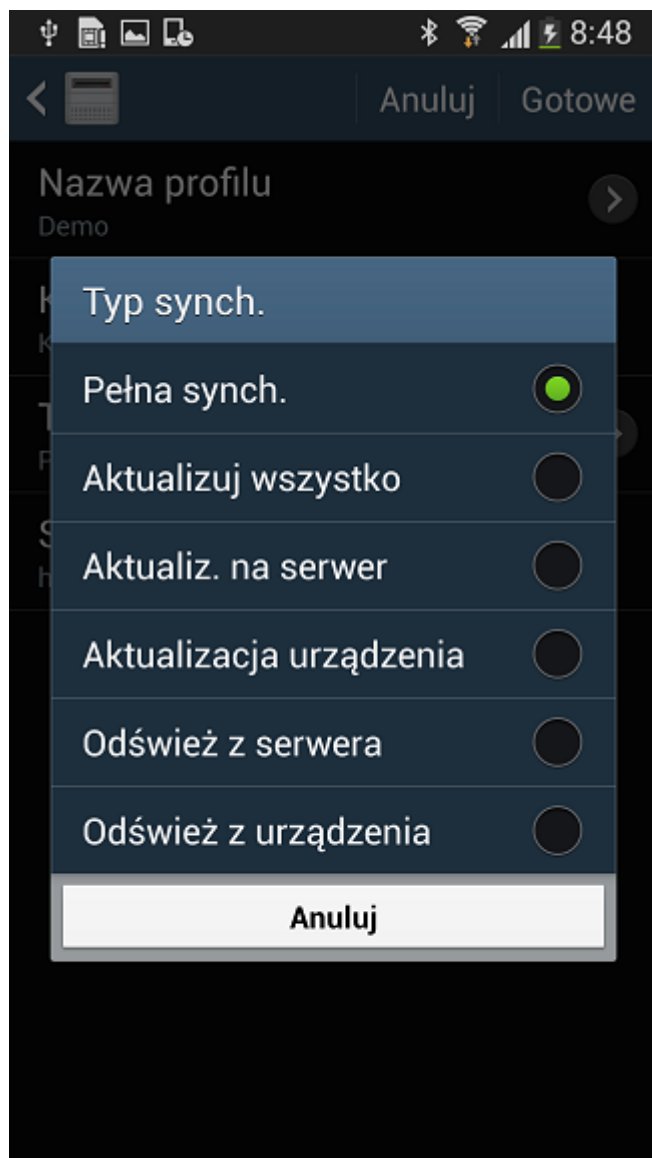 8:48
Anuluj Gotowe
Nazwa profilu
Demo
Typ synch.
Pełna synch.
Aktualizuj wszystko
Aktualiz. na serwer
Aktualizacja urządzenia
Odśwież z serwera
Odśwież z urządzenia
Anuluj